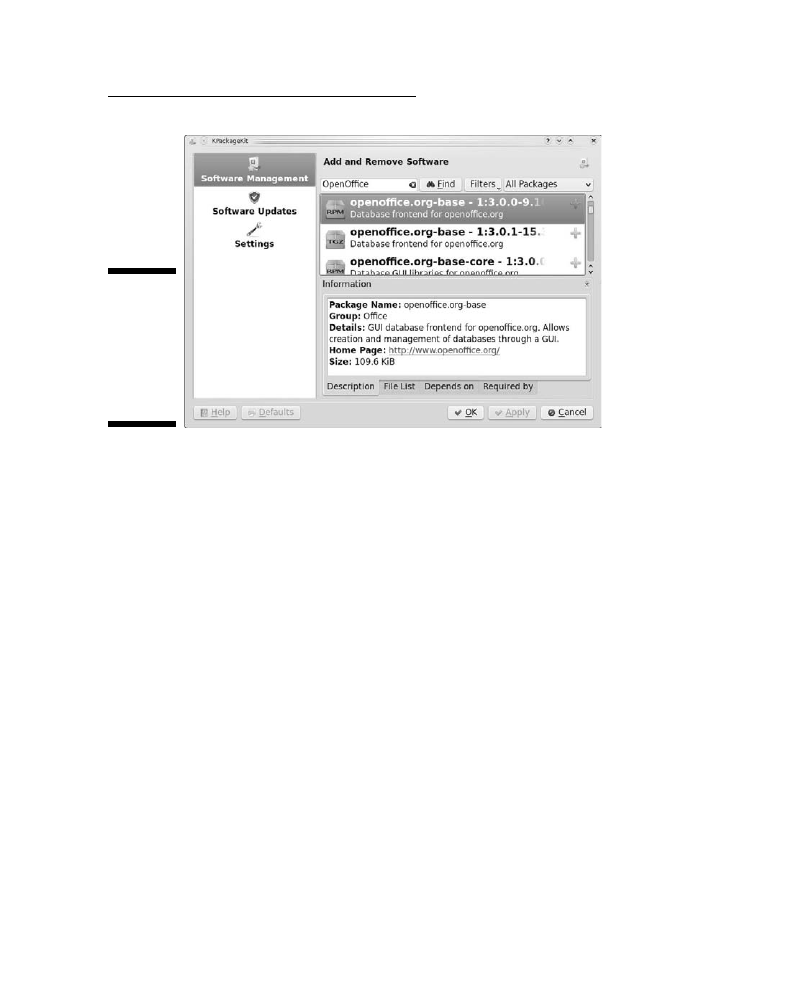 KPackageKit
Software Management
Software Updates
Settings
Add and Remove Software
OpenOffice Find Filters All Packages
RPM openoffice.org-base - 1:3.0.0-9.1
Database frontend for openoffice.org
TGZ openoffice.org-base - 1:3.0.1-15.
Database frontend for openoffice.org
RPM openoffice.org-base-core - 1:3.0.
Database GUI libraries for openoffice.org
Information
Package Name: openoffice.org-base
Group: Office
Details: GUI database frontend for openoffice.org. Allows
creation and management of databases through a GUI.
Home Page: http://www.openoffice.org/
Size: 109.6 KiB
Description File List Depends on Required by
Help Defaults OK Apply Cancel